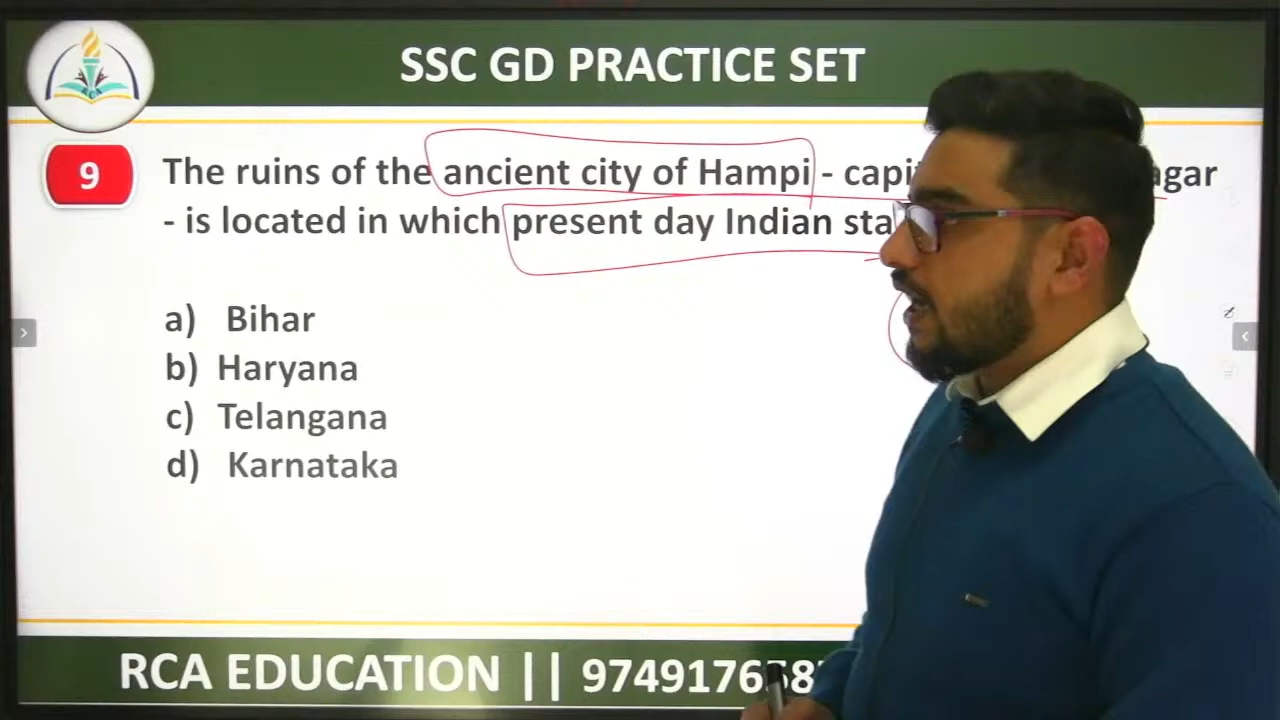 SSC GD PRACTICE SET
9
The ruins of the ancient city of Hampi - capi agar
- is located in which present day Indian sta
a) Bihar
b) Haryana
c) Telangana
d) Karnataka
RCA EDUCATION || 9749176